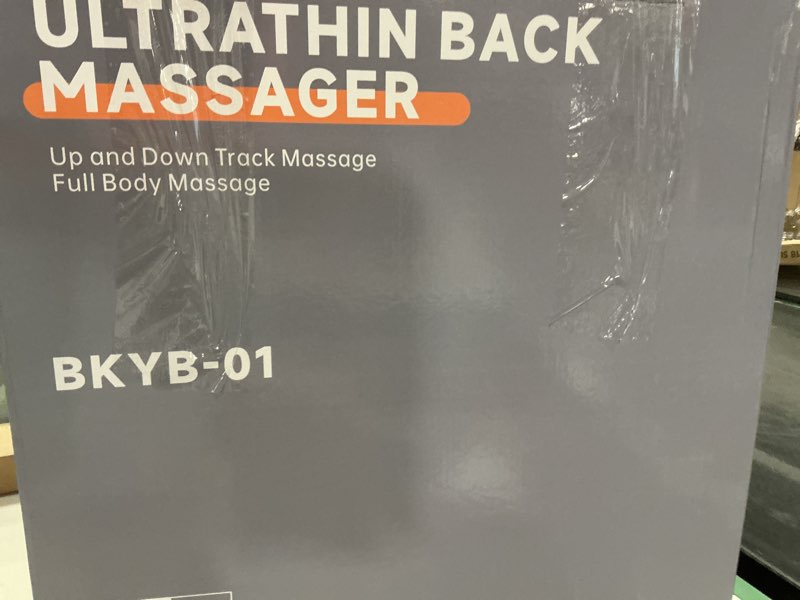 ULTRATHIN BACK
MASSAGER
Up and Down Track Massage
Full Body Massage
BKYB-01